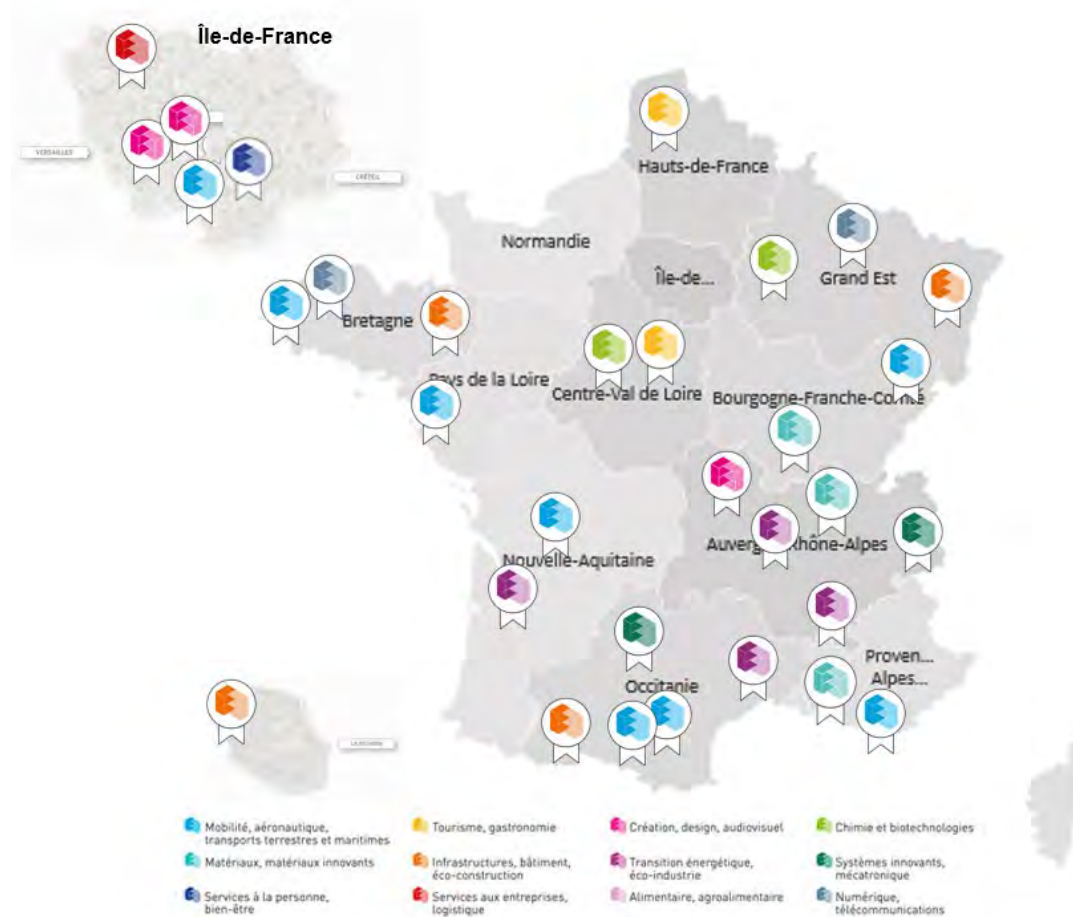 Île-de-France
VERSAILLES
CRÉTEIL
Hauts-de-France
Normandie
Île-de...
Grand Est
Bretagne
Pays de la Loire
Centre-Val de Loire
Bourgogne-Franche-Comté
Auvergne-Rhône-Alpes
Nouvelle-Aquitaine
Proven...
Alpes...
Occitanie
LA RÉUNION
Mobilité, aéronautique,
transports terrestres et maritimes
Tourisme, gastronomie
Création, design, audiovisuel
Chimie et biotechnologies
Matériaux, matériaux innovants
Infrastructures, bâtiment,
éco-construction
Transition énergétique,
éco-industrie
Systèmes innovants,
mécatronique
Services à la personne,
bien-être
Services aux entreprises,
logistique
Alimentaire, agroalimentaire
Numérique,
télécommunications